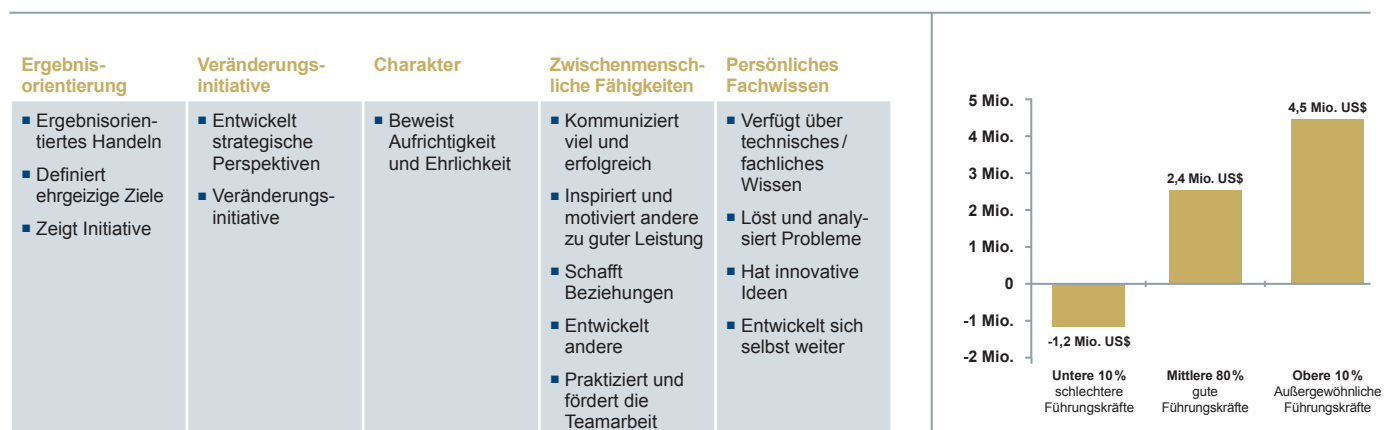 Ergebnis-
orientierung
Ergebnisorien-
tiertes Handeln
Definiert
ehrgeizige Ziele
Zeigt Initiative
Veränderungs-
initiative
Entwickelt
strategische
Perspektiven
Veränderungs-
initiative
Charakter
Beweist
Aufrichtigkeit
und Ehrlichkeit
Zwischenmensch-
liche Fähigkeiten
Kommuniziert
viel und
erfolgreich
Inspiriert und
motiviert andere
zu guter Leistung
Schafft
Beziehungen
Entwickelt
andere
Praktiziert und
fördert die
Teamarbeit
Persönliches
Fachwissen
Verfügt über
technisches/
fachliches
Wissen
Löst und analy-
siert Probleme
Hat innovative
Ideen
Entwickelt sich
selbst weiter
5 Mio.
4 Mio.
3 Mio.
2 Mio.
1 Mio.
0
-1 Mio.
-2 Mio.
-1,2 Mio. US$
2,4 Mio. US$
4,5 Mio. US$
Untere 10%
schlechtere
Führungskräfte
Mittlere 80%
gute
Führungskräfte
Obere 10%
Außergewöhnliche
Führungskräfte